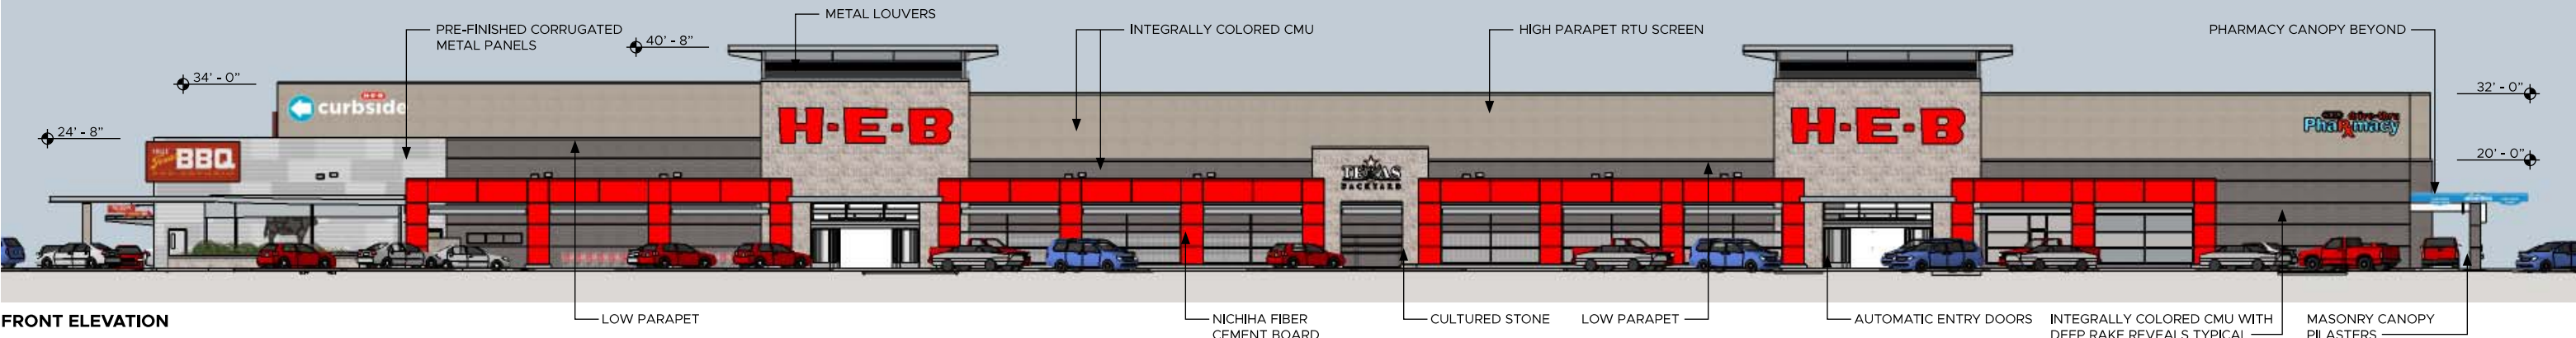 METAL LOUVERS
PRE-FINISHED CORRUGATED
METAL PANELS
40' - 8"
INTEGRALLY COLORED CMU
HIGH PARAPET RTU SCREEN
PHARMACY CANOPY BEYOND
34' - 0"
32' - 0"
H-E-B
curbside
H·E·B
H·E·B
drive-thru
Pharmacy
24' - 8"
20' - 0"
BBQ
TEXAS
BACKYARD
FRONT ELEVATION
LOW PARAPET
NICHIHA FIBER
CEMENT BOARD
CULTURED STONE
LOW PARAPET
AUTOMATIC ENTRY DOORS
INTEGRALLY COLORED CMU WITH
DEEP RAKE REVEALS TYPICAL
MASONRY CANOPY
PILASTERS